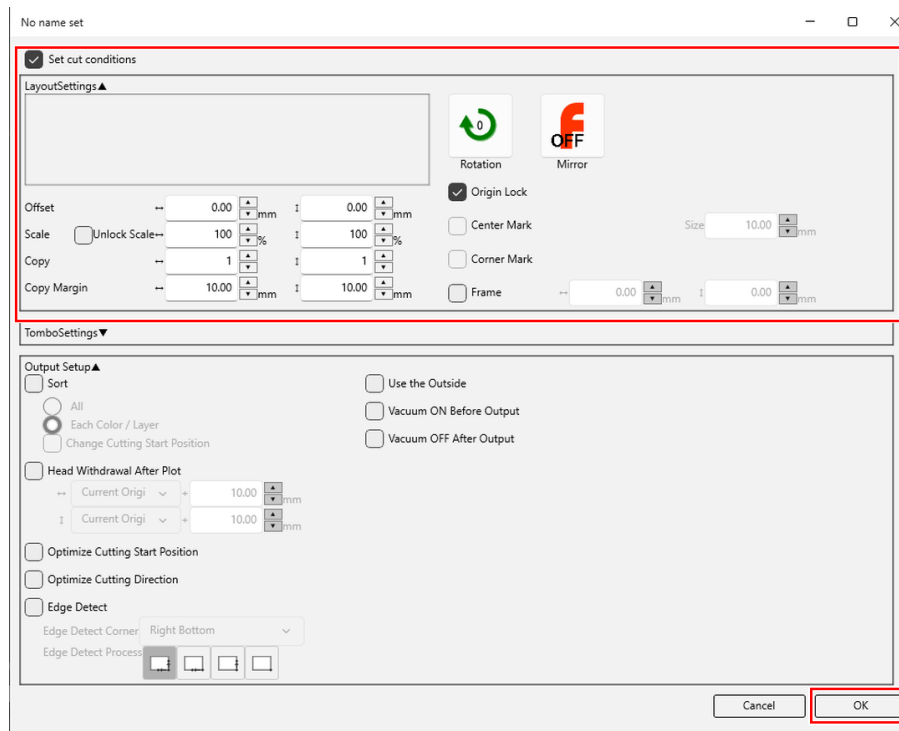 No name set
Set cut conditions
LayoutSettings▲
0
Rotation
f OFF
Mirror
Offset ↔ 0.00 mm ↕ 0.00 mm
Scale Unlock Scale↔ 100 % ↕ 100 %
Copy ↔ 1 ↕ 1
Copy Margin ↔ 10.00 mm ↕ 10.00 mm
Origin Lock
Center Mark Size 10.00 mm
Corner Mark
Frame ↔ 0.00 mm ↕ 0.00 mm
TomboSettings▼
Output Setup▲
Sort
All
Each Color / Layer
Change Cutting Start Position
Head Withdrawal After Plot
↔ Current Origi + 10.00 mm
↕ Current Origi + 10.00 mm
Optimize Cutting Start Position
Optimize Cutting Direction
Edge Detect
Edge Detect Corner Right Bottom
Edge Detect Process
Use the Outside
Vacuum ON Before Output
Vacuum OFF After Output
Cancel
OK